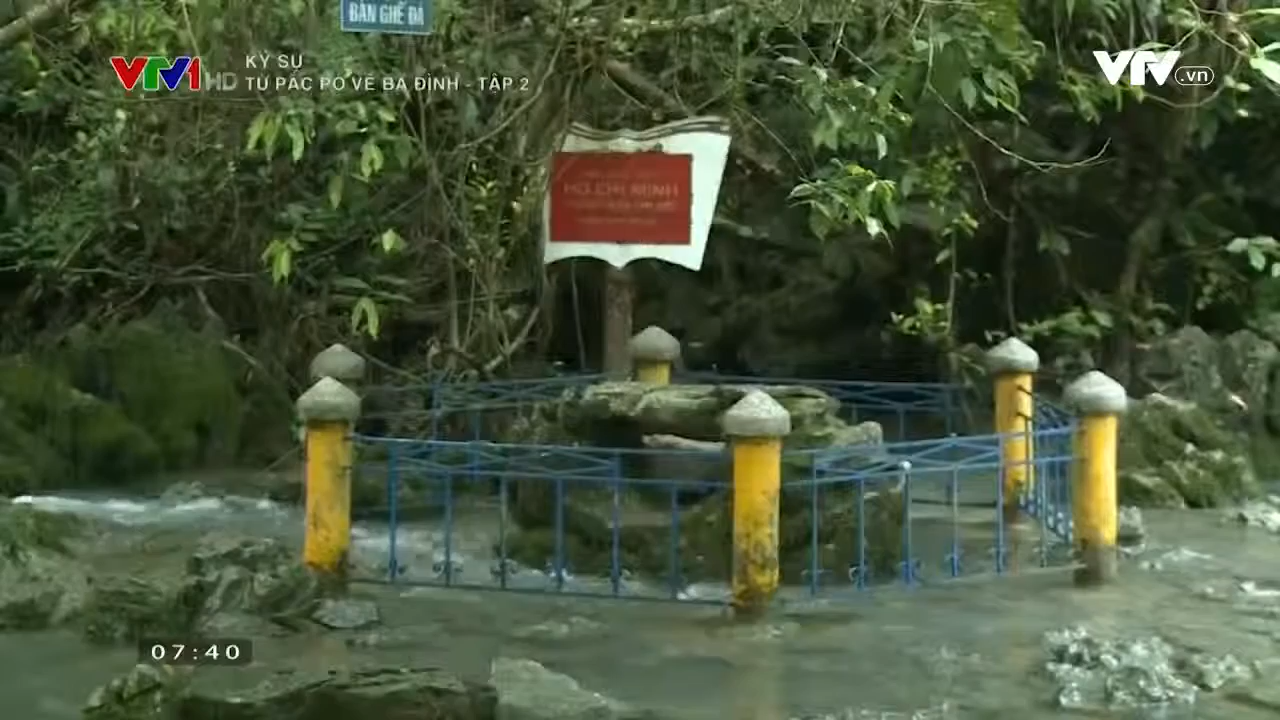 BÀN GHẾ ĐÁ
VTV1 HD
KÝ SỰ
TỪ PÁC PÓ VỀ BA ĐÌNH - TẬP 2
VTV.vn
HỒ CHÍ MINH
07:40